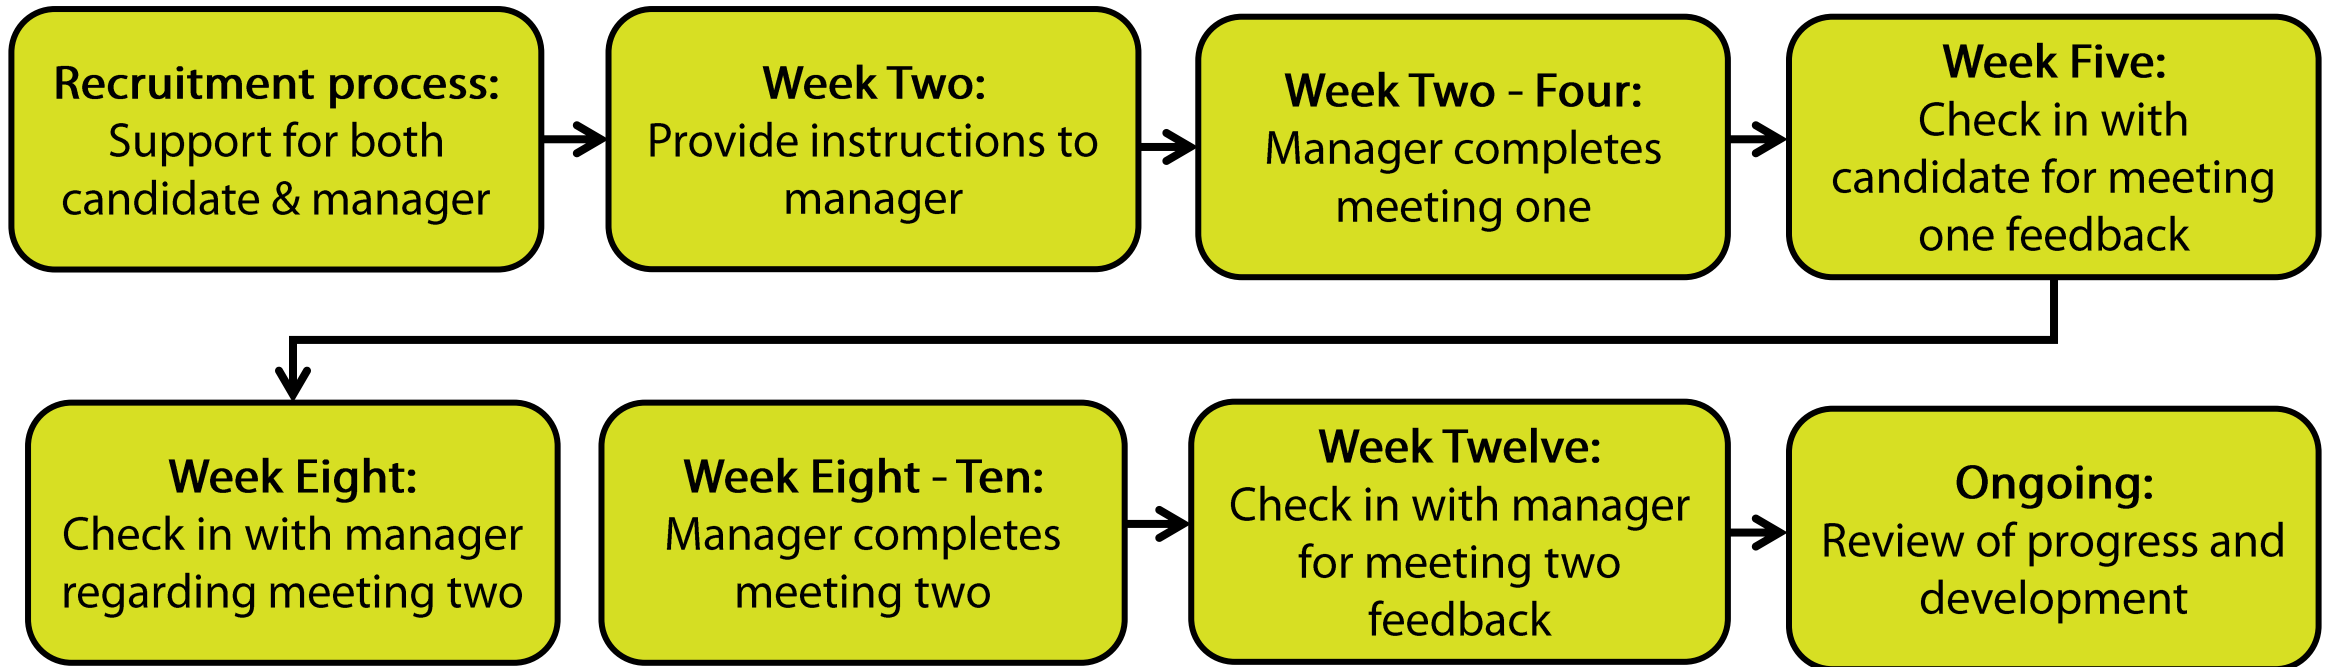 Recruitment process:
Support for both
candidate & manager
Week Two:
Provide instructions to
manager
Week Two - Four:
Manager completes
meeting one
Week Five:
Check in with
candidate for meeting
one feedback
Week Eight:
Check in with manager
regarding meeting two
Week Eight - Ten:
Manager completes
meeting two
Week Twelve:
Check in with manager
for meeting two
feedback
Ongoing:
Review of progress and
development